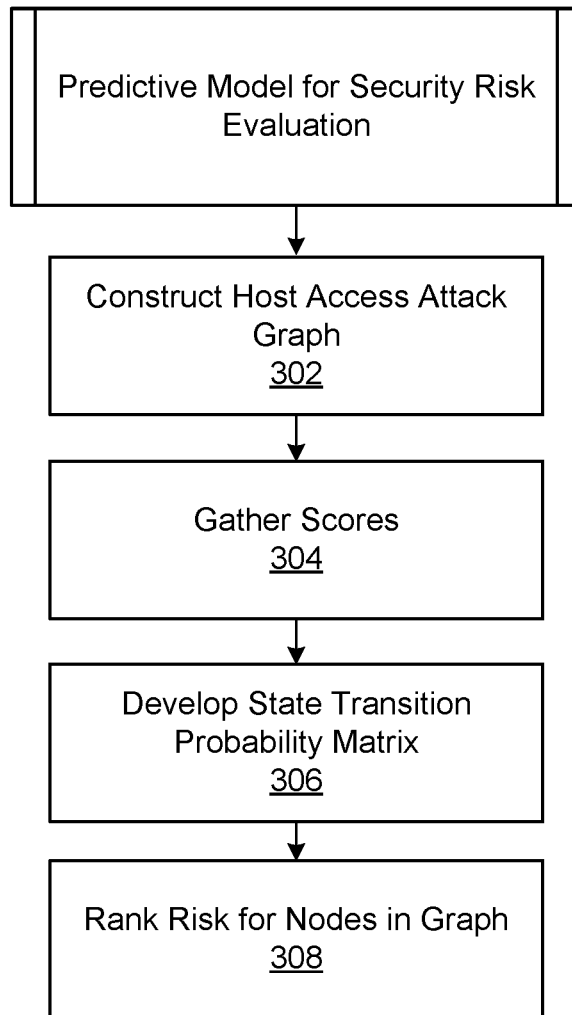 Predictive Model for Security Risk
Evaluation
Construct Host Access Attack
Graph
302
Gather Scores
304
Develop State Transition
Probability Matrix
306
Rank Risk for Nodes in Graph
308